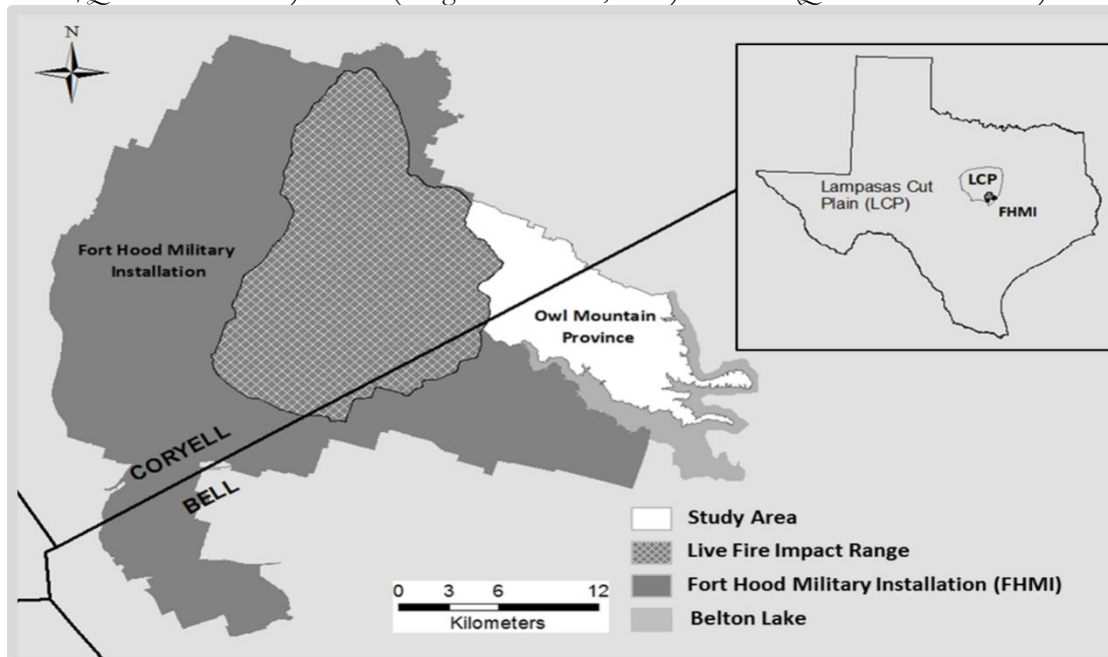 N
Fort Hood Military
Installation
Owl Mountain
Province
Lampasas Cut
Plain (LCP)
LCP
FHMI
CORYELL
BELL
Study Area
Live Fire Impact Range
Fort Hood Military Installation (FHMI)
Belton Lake
0 3 6 12
Kilometers